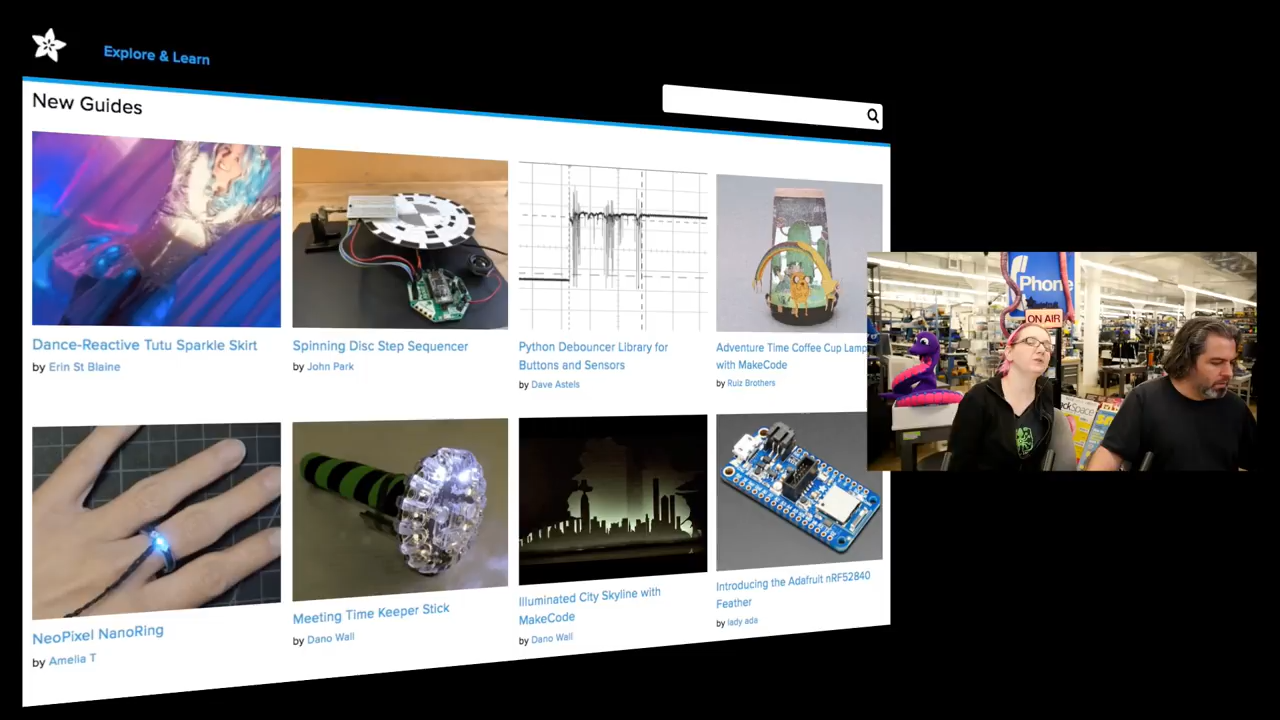 Explore & Learn
New Guides
Dance-Reactive Tutu Sparkle Skirt
by Erin St Blaine
Spinning Disc Step Sequencer
by John Park
Python Debouncer Library for
Buttons and Sensors
by Dave Astels
Adventure Time Coffee Cup Lamp
with MakeCode
by Ruiz Brothers
NeoPixel NanoRing
by Amelia T
Meeting Time Keeper Stick
by Dano Wall
Illuminated City Skyline with
MakeCode
by Dano Wall
Introducing the Adafruit nRF52840
Feather
by lady ada
Phone
ON AIR